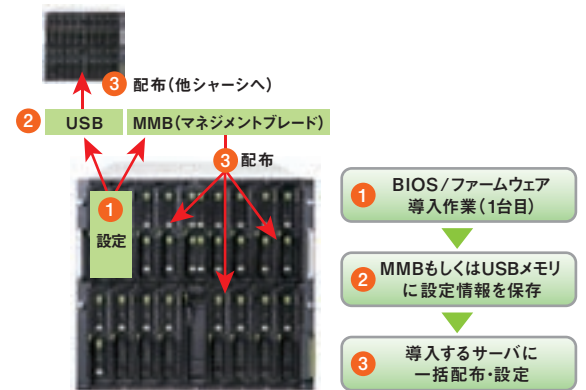 ③ 配布(他シャーシへ)
② USB MMB(マネジメントブレード)
③ 配布
①
設定
① BIOS/ファームウェア
導入作業(1台目)
② MMBもしくはUSBメモリ
に設定情報を保存
③ 導入するサーバに
一括配布・設定